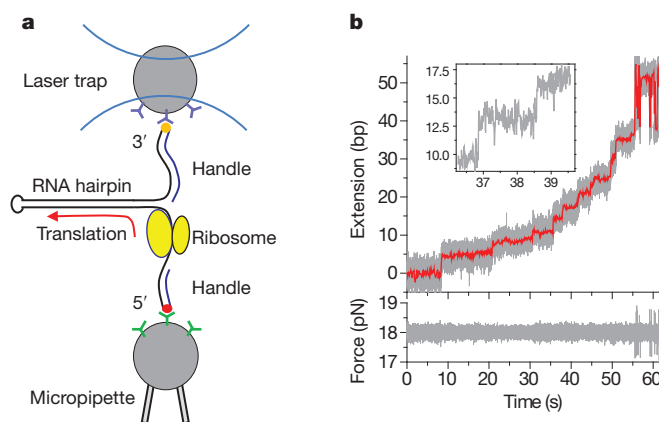 a
Laser trap
3′
Handle
RNA hairpin
Translation
Ribosome
Handle
5′
Micropipette
b
Extension (bp)
50
40
30
20
10
0
17.5
15.0
12.5
10.0
37 38 39
Force (pN)
19
18
17
0 10 20 30 40 50 60
Time (s)